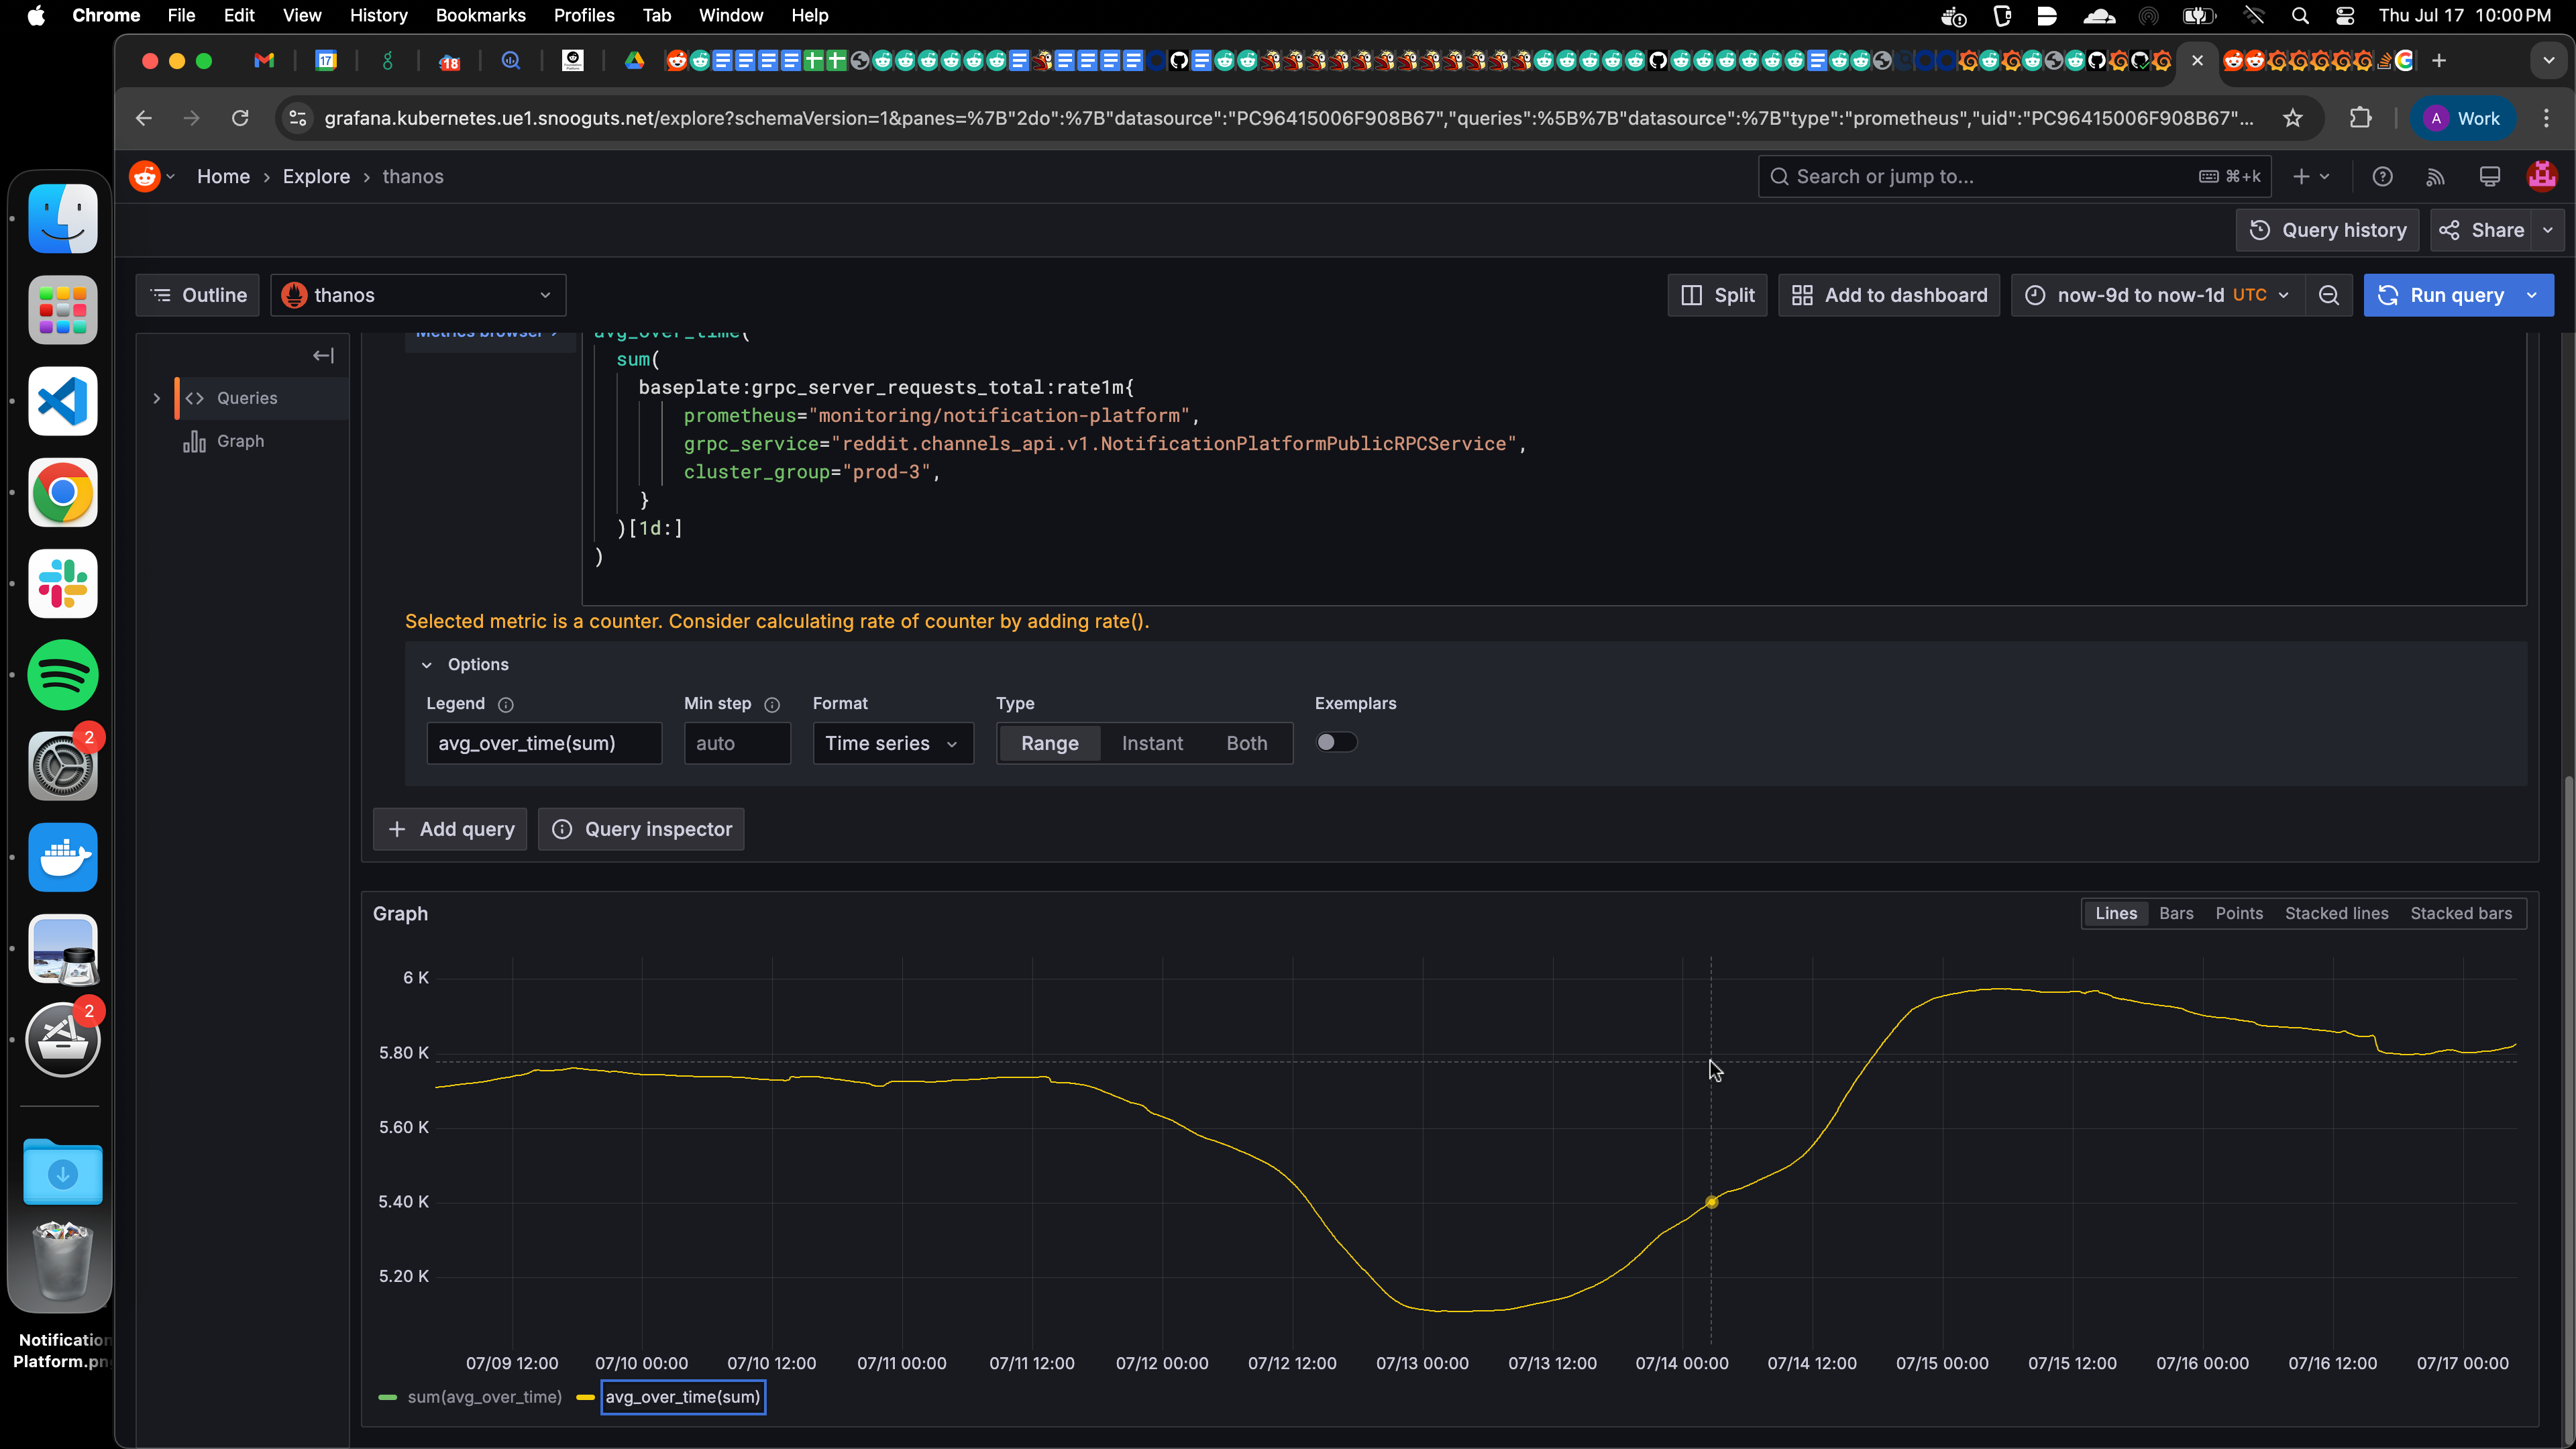 Chrome File Edit View History Bookmarks Profiles Tab Window Help Thu Jul 17 10:00 PM
17 18
grafana.kubernetes.ue1.snooguts.net/explore?schemaVersion=1&panes=%7B"2do":%7B"datasource":"PC96415006F908B67","queries":%5B%7B"datasource":%7B"type":"prometheus","uid":"PC96415006F908B67"... A Work
Home > Explore > thanos Search or jump to... ⌘+k
Query history Share
Outline thanos Split Add to dashboard now-9d to now-1d UTC Run query
Metrics browser > avg_over_time(
sum(
baseplate:grpc_server_requests_total:rate1m{
Queries
prometheus="monitoring/notification-platform",
Graph
grpc_service="reddit.channels_api.v1.NotificationPlatformPublicRPCService",
cluster_group="prod-3",
}
)[1d:]
)
Selected metric is a counter. Consider calculating rate of counter by adding rate().
Options
Legend Min step Format Type Exemplars
avg_over_time(sum) auto Time series Range Instant Both
2
+ Add query Query inspector
Graph Lines Bars Points Stacked lines Stacked bars
6 K
2
5.80 K
5.60 K
5.40 K
5.20 K
07/09 12:00 07/10 00:00 07/10 12:00 07/11 00:00 07/11 12:00 07/12 00:00 07/12 12:00 07/13 00:00 07/13 12:00 07/14 00:00 07/14 12:00 07/15 00:00 07/15 12:00 07/16 00:00 07/16 12:00 07/17 00:00
sum(avg_over_time) avg_over_time(sum)
Notification
Platform.pn